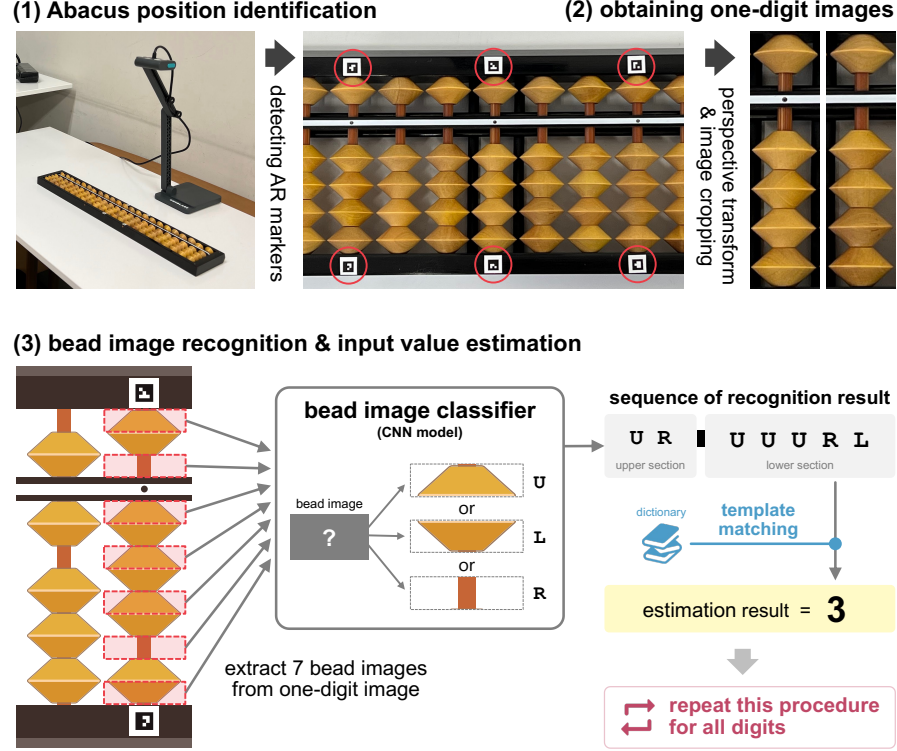 (1) Abacus position identification
(2) obtaining one-digit images
detecting AR markers
perspective transform
& image cropping
(3) bead image recognition & input value estimation
bead image classifier
(CNN model)
bead image
?
U
or
L
or
R
extract 7 bead images
from one-digit image
sequence of recognition result
U R
U U U R L
upper section
lower section
dictionary
template
matching
estimation result = 3
repeat this procedure
for all digits